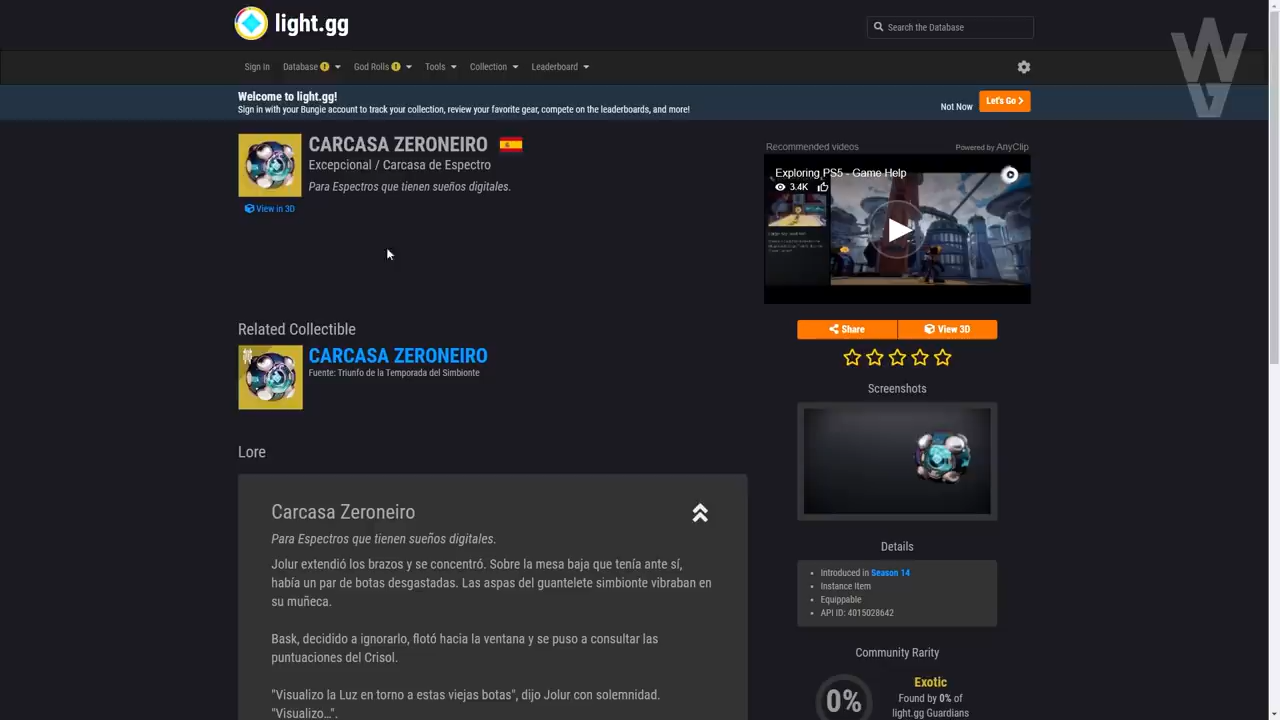 light.gg
Search the Database
Sign In
Database
God Rolls
Tools
Collection
Leaderboard
Welcome to light.gg!
Sign in with your Bungie account to track your collection, review your favorite gear, compete on the leaderboards, and more!
Not Now
Let's Go
CARCASA ZERONEIRO
Excepcional / Carcasa de Espectro
Para Espectros que tienen sueños digitales.
View in 3D
Related Collectible
CARCASA ZERONEIRO
Fuente: Triunfo de la Temporada del Simbionte
Lore
Carcasa Zeroneiro
Para Espectros que tienen sueños digitales.
Jolur extendió los brazos y se concentró. Sobre la mesa baja que tenía ante sí,
había un par de botas desgastadas. Las aspas del guantelete simbionte vibraban en
su muñeca.
Bask, decidido a ignorarlo, flotó hacia la ventana y se puso a consultar las
puntuaciones del Crisol.
"Visualizo la Luz en torno a estas viejas botas", dijo Jolur con solemnidad.
"Visualizo...".
Recommended videos
Powered by AnyClip
Exploring PS5 - Game Help
3.4K
Share
View 3D
Screenshots
Details
Introduced in Season 14
Instance Item
Equippable
API ID: 4015028642
Community Rarity
0%
Exotic
Found by 0% of
light.gg Guardians